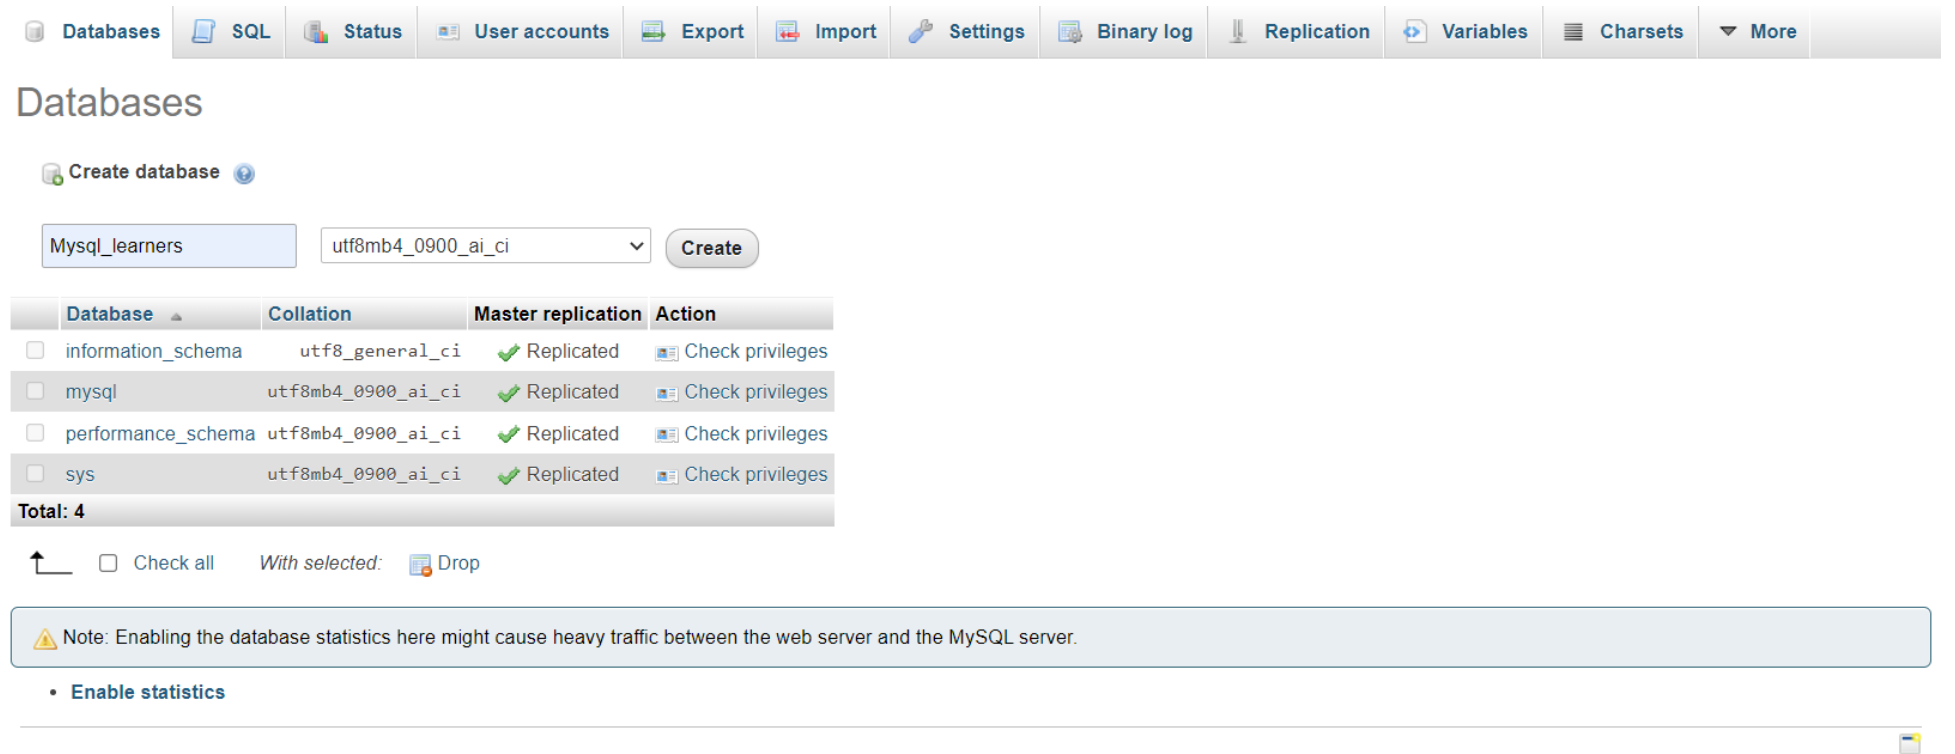 Databases SQL Status User accounts Export Import Settings Binary log Replication Variables Charsets More
Databases
Create database
Mysql_learners utf8mb4_0900_ai_ci Create
Database Collation Master replication Action
information_schema utf8_general_ci Replicated Check privileges
mysql utf8mb4_0900_ai_ci Replicated Check privileges
performance_schema utf8mb4_0900_ai_ci Replicated Check privileges
sys utf8mb4_0900_ai_ci Replicated Check privileges
Total: 4
Check all With selected: Drop
Note: Enabling the database statistics here might cause heavy traffic between the web server and the MySQL server.
• Enable statistics